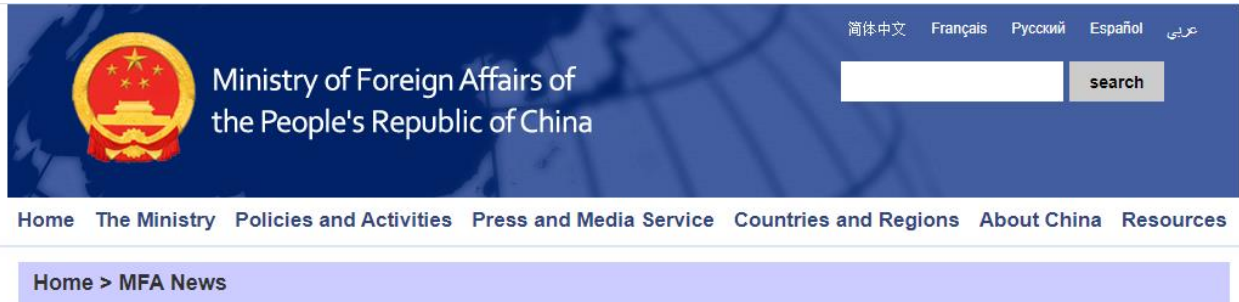 简体中文 Français Русский Español عربي
Ministry of Foreign Affairs of
the People's Republic of China
search
Home The Ministry Policies and Activities Press and Media Service Countries and Regions About China Resources
Home > MFA News